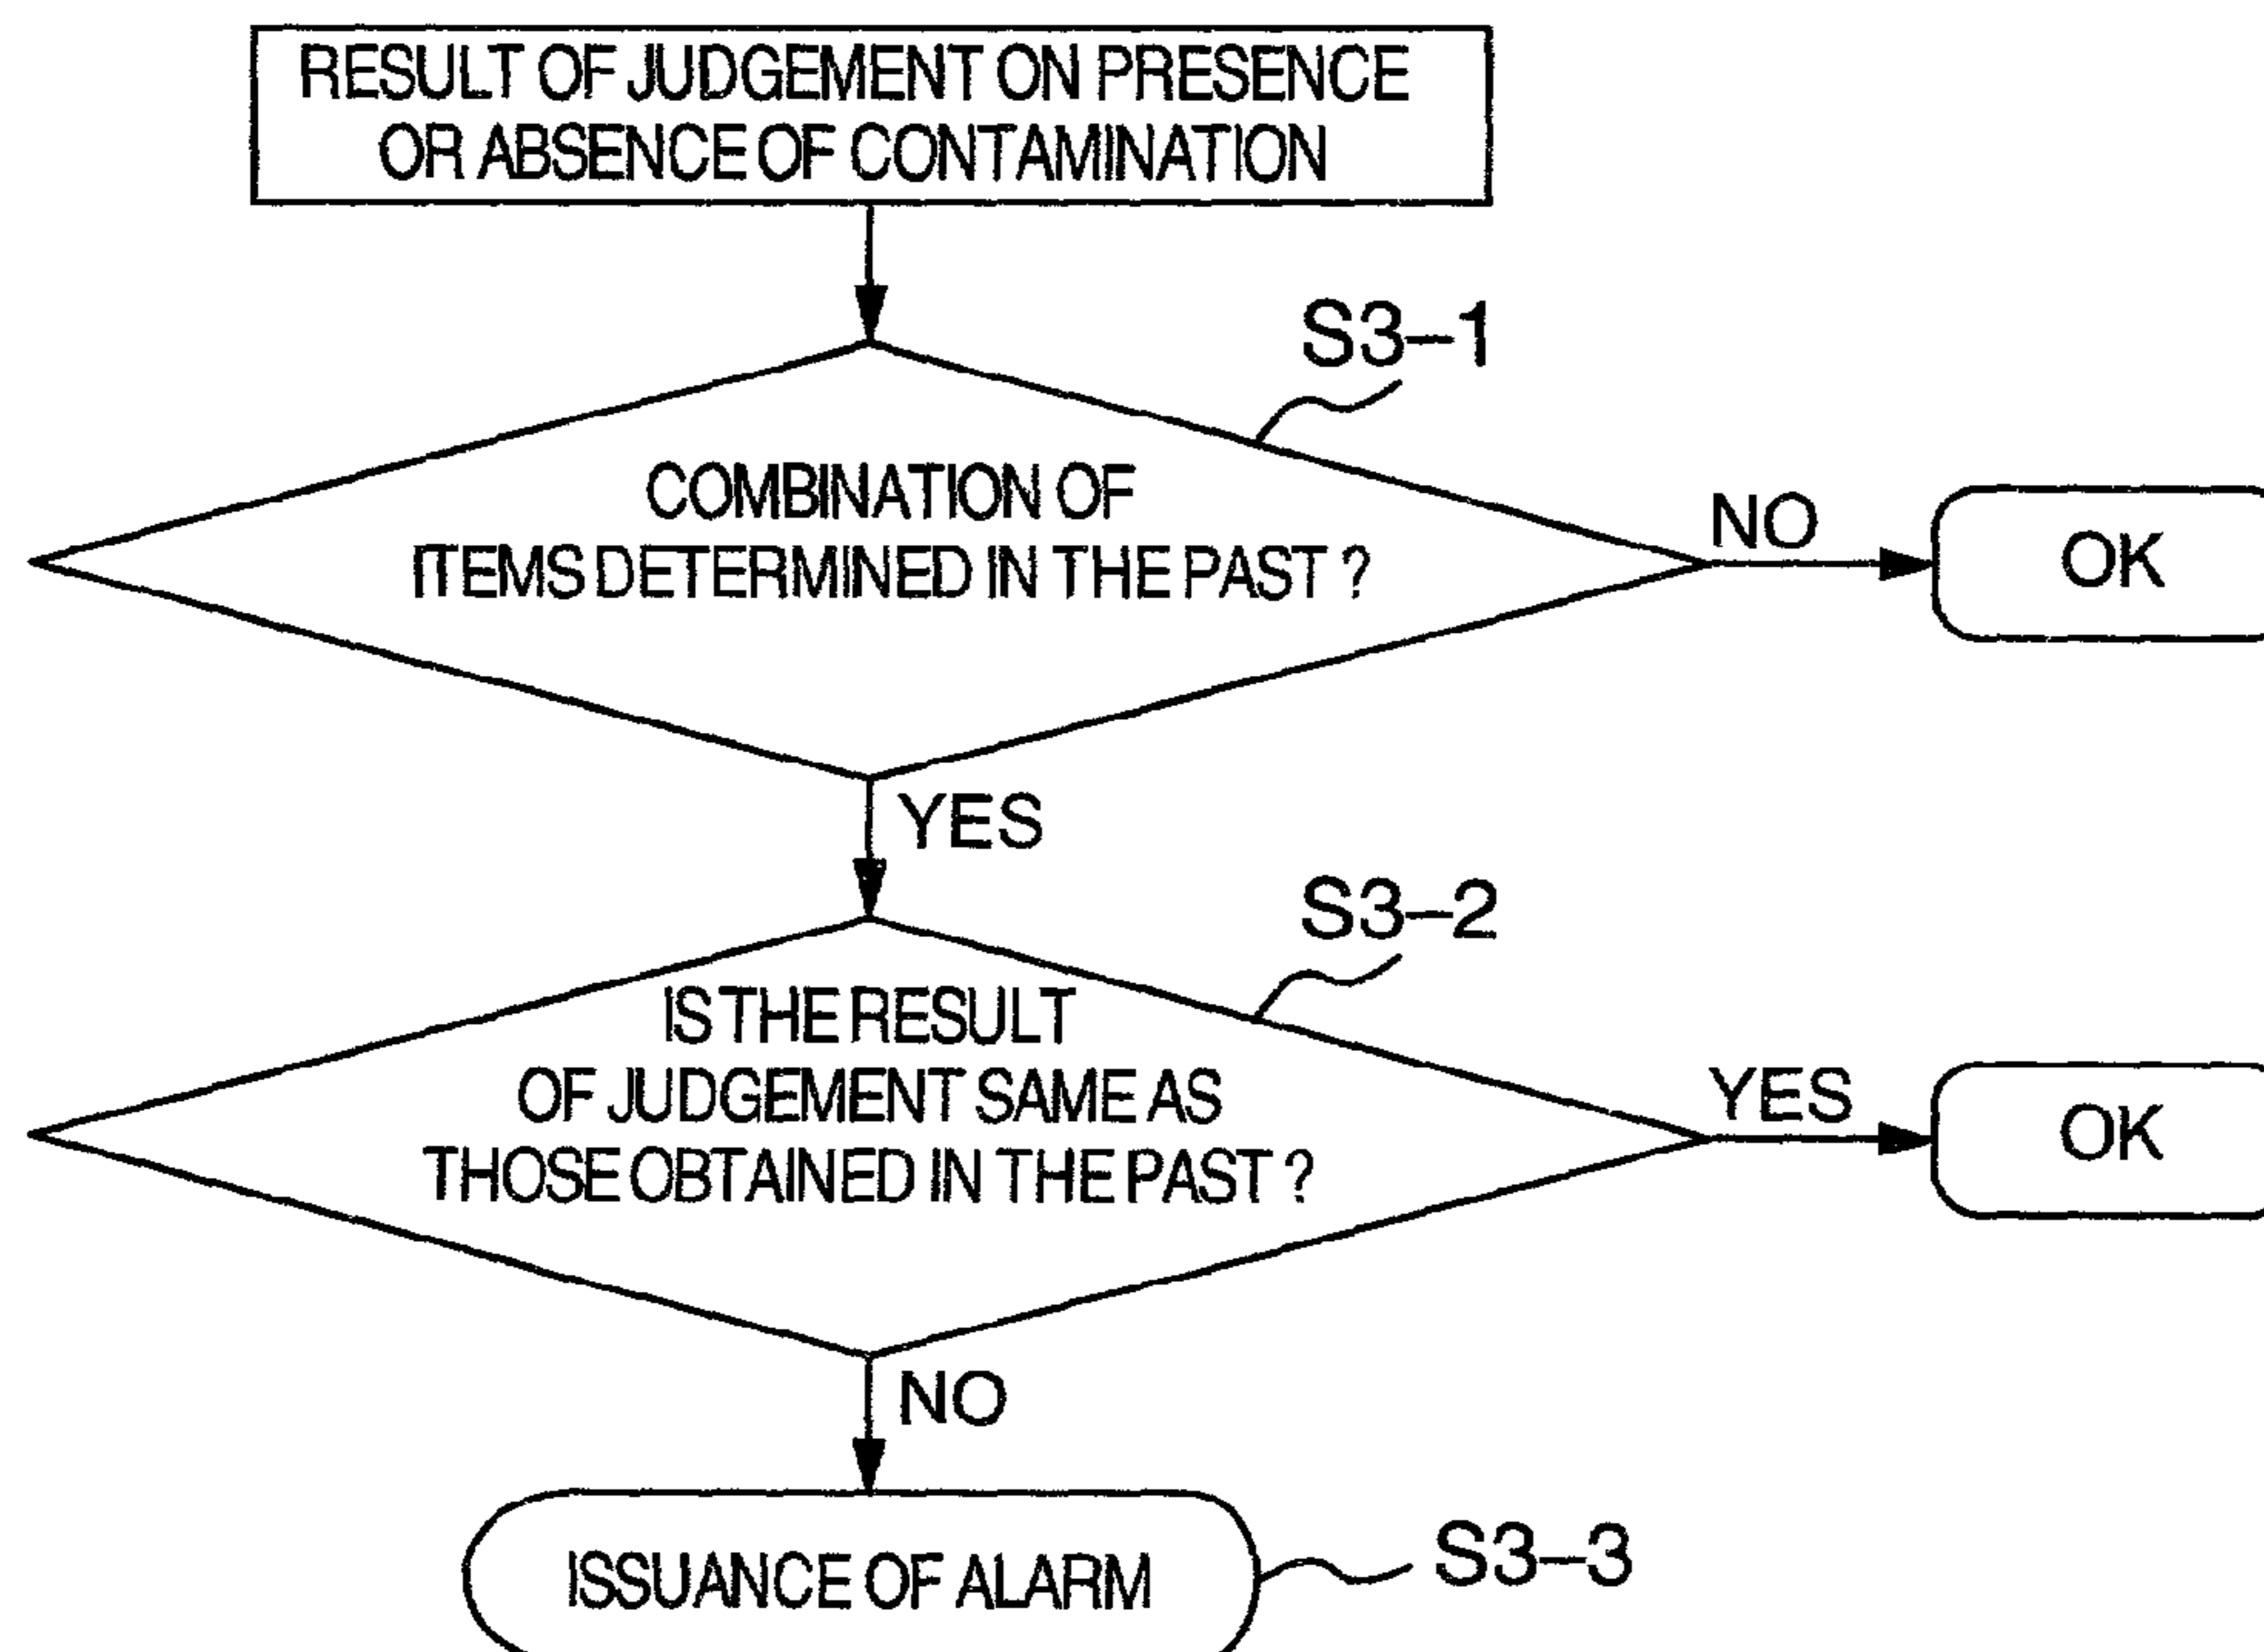 RESULT OF JUDGEMENT ON PRESENCE
OR ABSENCE OF CONTAMINATION
S3-1
COMBINATION OF
ITEMS DETERMINED IN THE PAST ?
NO
OK
YES
S3-2
IS THE RESULT
OF JUDGEMENT SAME AS
THOSE OBTAINED IN THE PAST ?
YES
OK
NO
ISSUANCE OF ALARM
S3-3